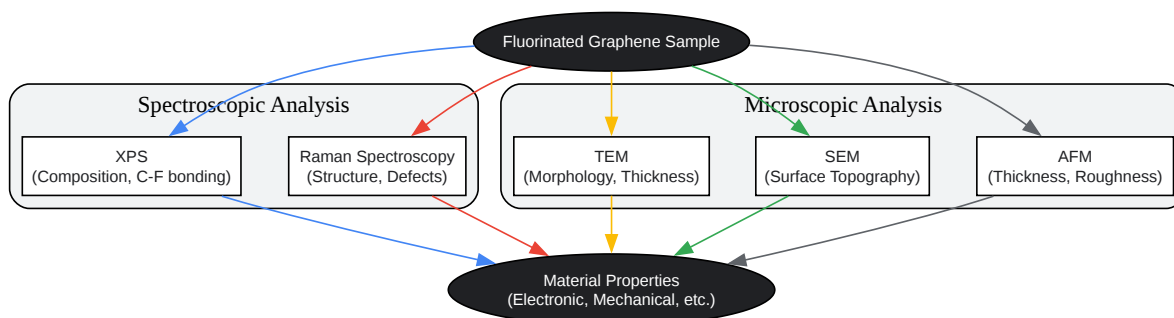 Fluorinated Graphene Sample
Spectroscopic Analysis
Microscopic Analysis
XPS
(Composition, C-F bonding)
Raman Spectroscopy
(Structure, Defects)
TEM
(Morphology, Thickness)
SEM
(Surface Topography)
AFM
(Thickness, Roughness)
Material Properties
(Electronic, Mechanical, etc.)